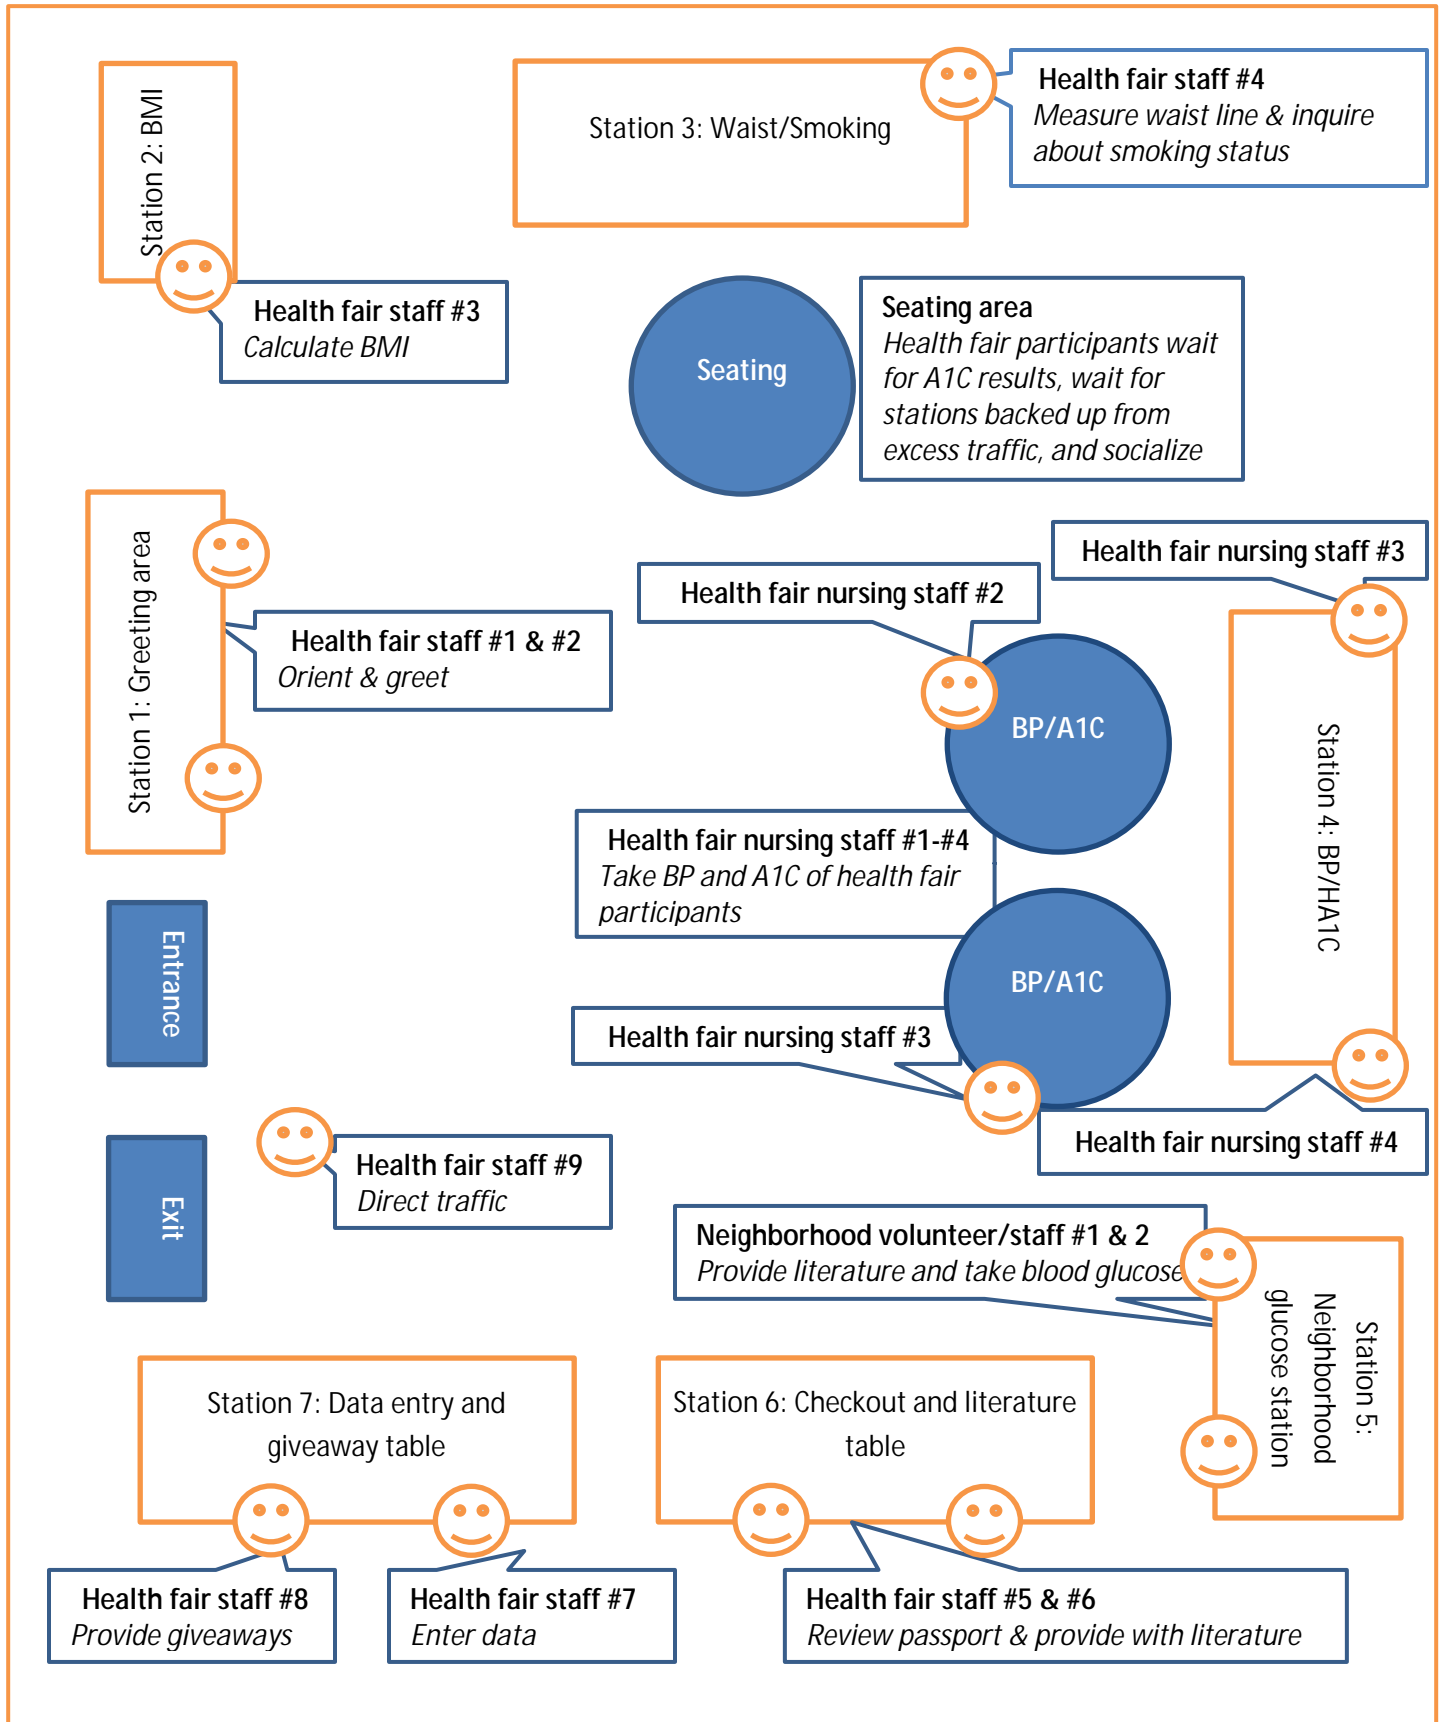 Station 2: BMI
Health fair staff #3
Calculate BMI
Station 3: Waist/Smoking
Health fair staff #4
Measure waist line & inquire
about smoking status
Seating
Seating area
Health fair participants wait
for A1C results, wait for
stations backed up from
excess traffic, and socialize
Station 1: Greeting area
Health fair staff #1 & #2
Orient & greet
Health fair nursing staff #2
Health fair nursing staff #3
BP/A1C
Health fair nursing staff #1-#4
Take BP and A1C of health fair
participants
Station 4: BP/HA1C
Entrance
BP/A1C
Health fair nursing staff #3
Health fair nursing staff #4
Exit
Health fair staff #9
Direct traffic
Neighborhood volunteer/staff #1 & 2
Provide literature and take blood glucose
Station 5:
Neighborhood
glucose station
Station 7: Data entry and
giveaway table
Station 6: Checkout and literature
table
Health fair staff #8
Provide giveaways
Health fair staff #7
Enter data
Health fair staff #5 & #6
Review passport & provide with literature